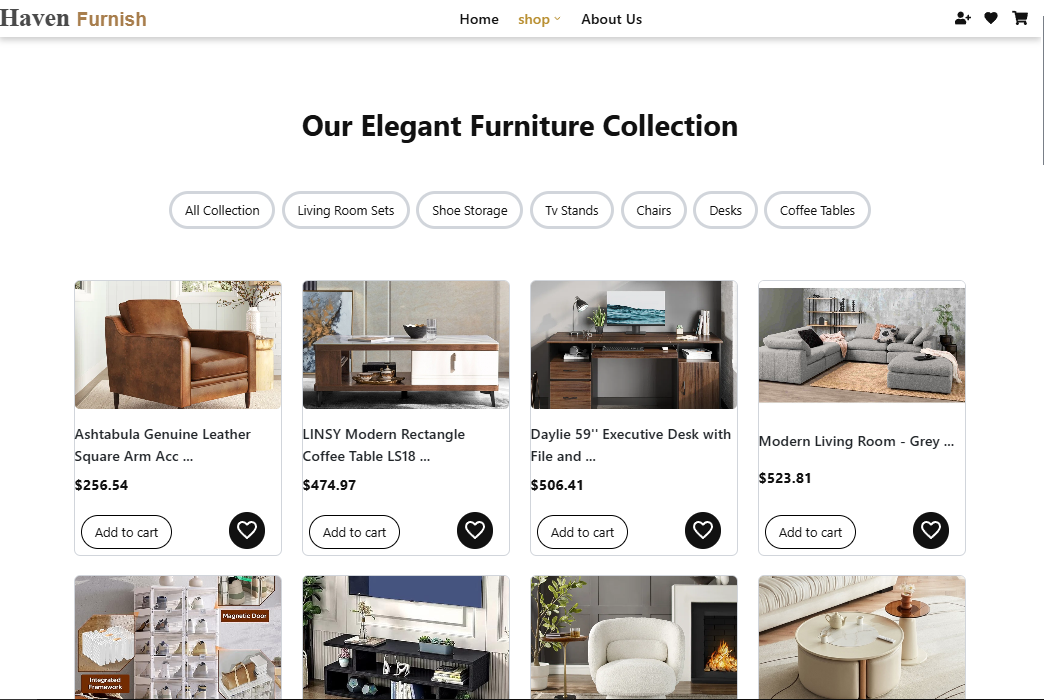 Haven Furnish
Home shop About Us
Our Elegant Furniture Collection
All Collection Living Room Sets Shoe Storage Tv Stands Chairs Desks Coffee Tables
Ashtabula Genuine Leather
Square Arm Acc ...
$256.54
Add to cart
LINSY Modern Rectangle
Coffee Table LS18 ...
$474.97
Add to cart
Daylie 59'' Executive Desk with
File and ...
$506.41
Add to cart
Modern Living Room - Grey ...
$523.81
Add to cart
Magnetic Door
Integrated
Framework